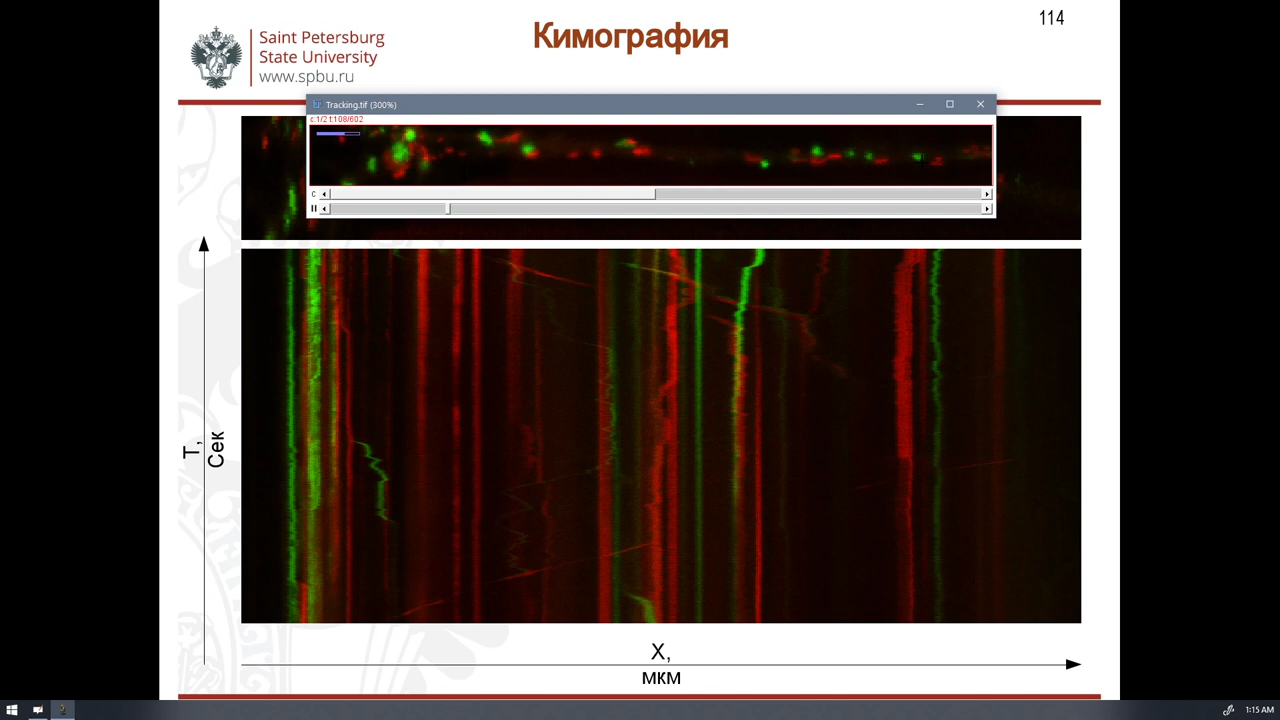 Saint Petersburg
State University
www.spbu.ru
Кимография
114
Tracking.tif (300%)
c:1/2 t:108/602
c
Т,
Сек
X,
мкм
1:15 AM